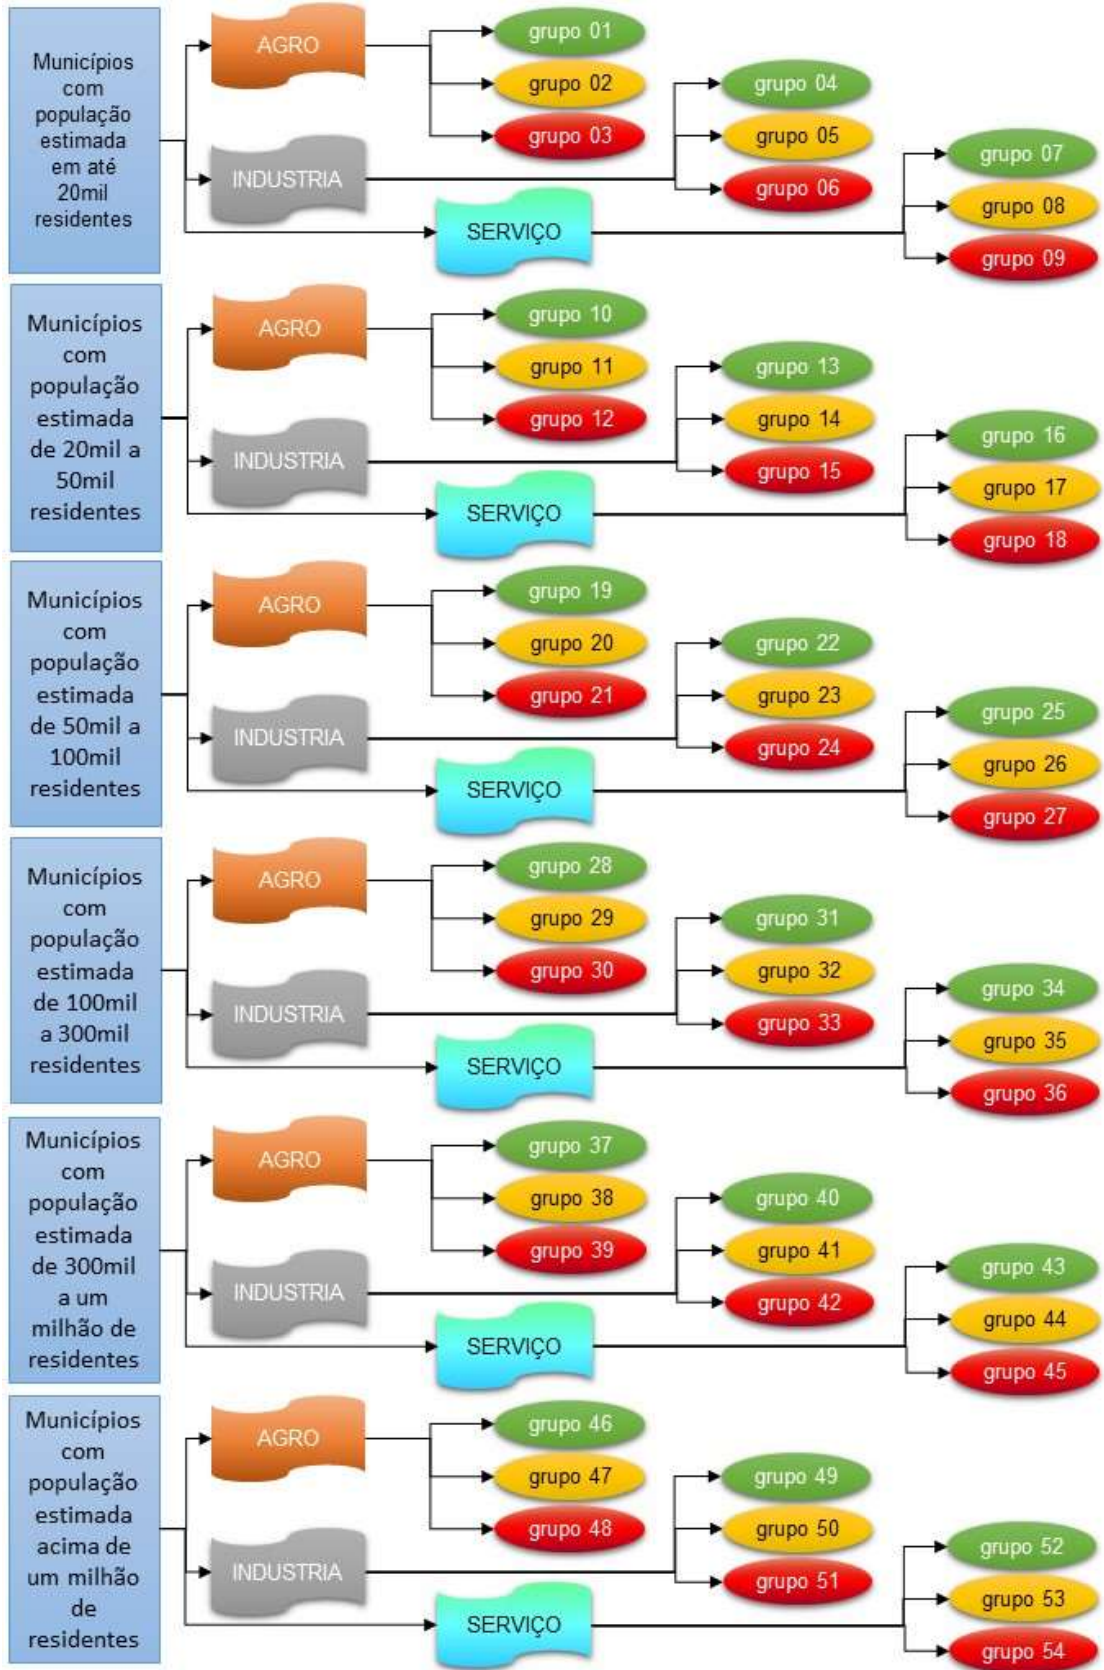 Municípios
com
população
estimada
em até
20mil
residentes
AGRO
grupo 01
grupo 02
grupo 03
INDUSTRIA
grupo 04
grupo 05
grupo 06
SERVIÇO
grupo 07
grupo 08
grupo 09
Municípios
com
população
estimada
de 20mil a
50mil
residentes
AGRO
grupo 10
grupo 11
grupo 12
INDUSTRIA
grupo 13
grupo 14
grupo 15
SERVIÇO
grupo 16
grupo 17
grupo 18
Municípios
com
população
estimada
de 50mil a
100mil
residentes
AGRO
grupo 19
grupo 20
grupo 21
INDUSTRIA
grupo 22
grupo 23
grupo 24
SERVIÇO
grupo 25
grupo 26
grupo 27
Municípios
com
população
estimada
de 100mil
a 300mil
residentes
AGRO
grupo 28
grupo 29
grupo 30
INDUSTRIA
grupo 31
grupo 32
grupo 33
SERVIÇO
grupo 34
grupo 35
grupo 36
Municípios
com
população
estimada
de 300mil
a um
milhão de
residentes
AGRO
grupo 37
grupo 38
grupo 39
INDUSTRIA
grupo 40
grupo 41
grupo 42
SERVIÇO
grupo 43
grupo 44
grupo 45
Municípios
com
população
estimada
acima de
um milhão
de
residentes
AGRO
grupo 46
grupo 47
grupo 48
INDUSTRIA
grupo 49
grupo 50
grupo 51
SERVIÇO
grupo 52
grupo 53
grupo 54